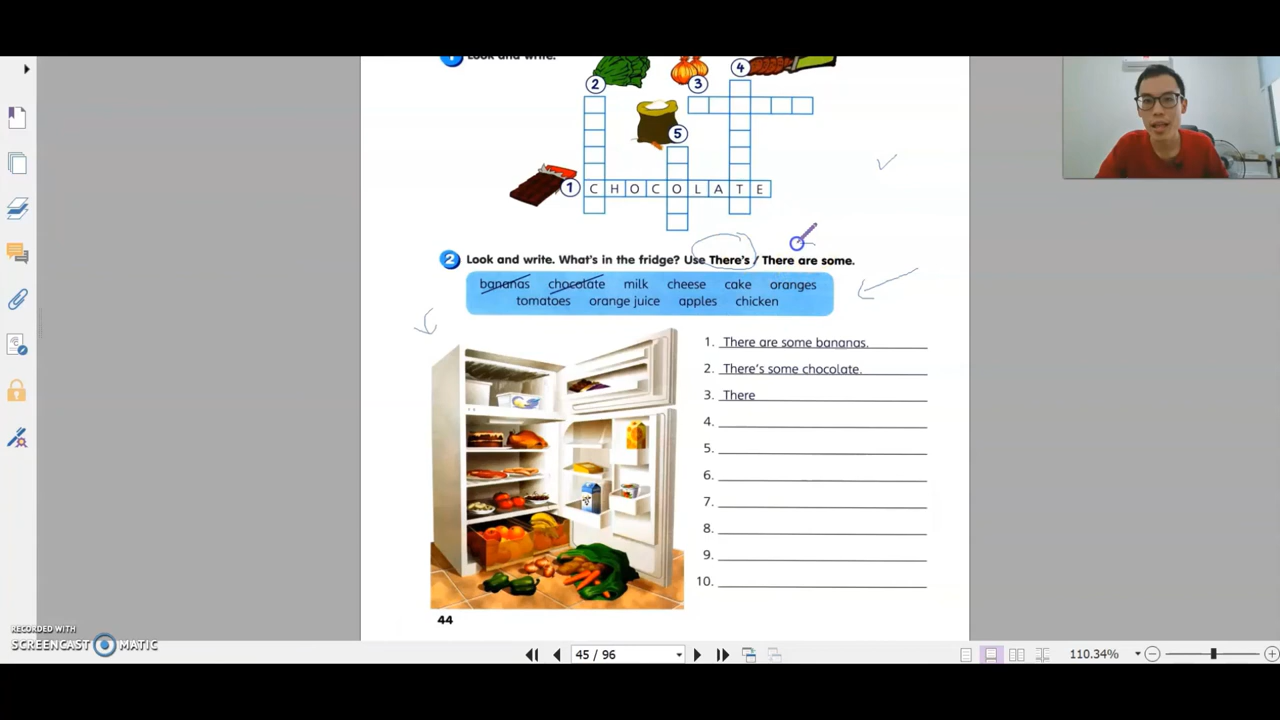 1 Look and write.
4
2 3
5
1 C H O C O L A T E
2 Look and write. What's in the fridge? Use There's / There are some.
bananas chocolate milk cheese cake oranges
tomatoes orange juice apples chicken
1. There are some bananas.
2. There's some chocolate.
3. There
4.
5.
6.
7.
8.
9.
10.
44
RECORDED WITH
SCREENCAST MATIC
45 / 96
110.34%